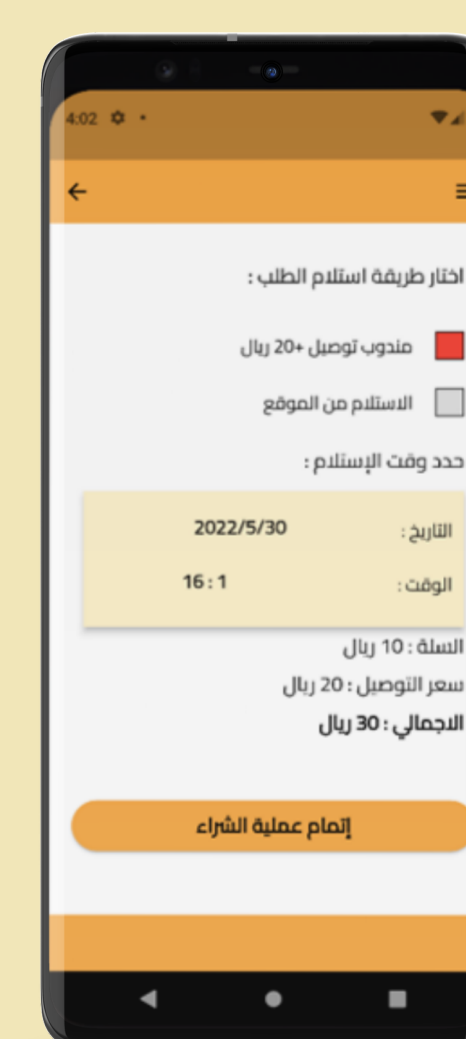 4:02
اختار طريقة استلام الطلب :
مندوب توصيل +20 ريال
الاستلام من الموقع
حدد وقت الإستلام :
التاريخ : 2022/5/30
الوقت : 16 : 1
السلة : 10 ريال
سعر التوصيل : 20 ريال
الاجمالي : 30 ريال
إتمام عملية الشراء